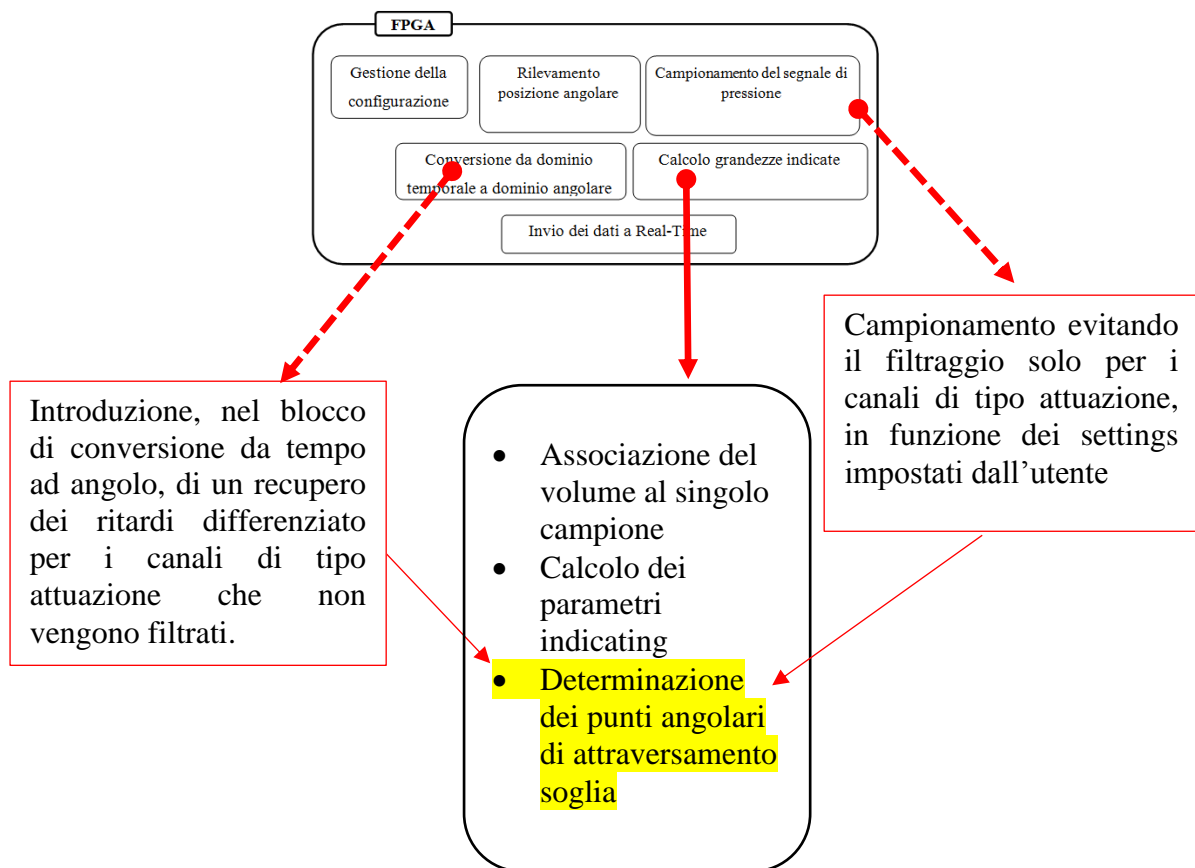 FPGA
Gestione della
configurazione
Rilevamento
posizione angolare
Campionamento del segnale di
pressione
Conversione da dominio
temporale a dominio angolare
Calcolo grandezze indicate
Invio dei dati a Real-Time
Introduzione, nel blocco
di conversione da tempo
ad angolo, di un recupero
dei ritardi differenziato
per i canali di tipo
attuazione che non
vengono filtrati.
• Associazione del
volume al singolo
campione
• Calcolo dei
parametri
indicating
• Determinazione
dei punti angolari
di attraversamento
soglia
Campionamento evitando
il filtraggio solo per i
canali di tipo attuazione,
in funzione dei settings
impostati dall’utente